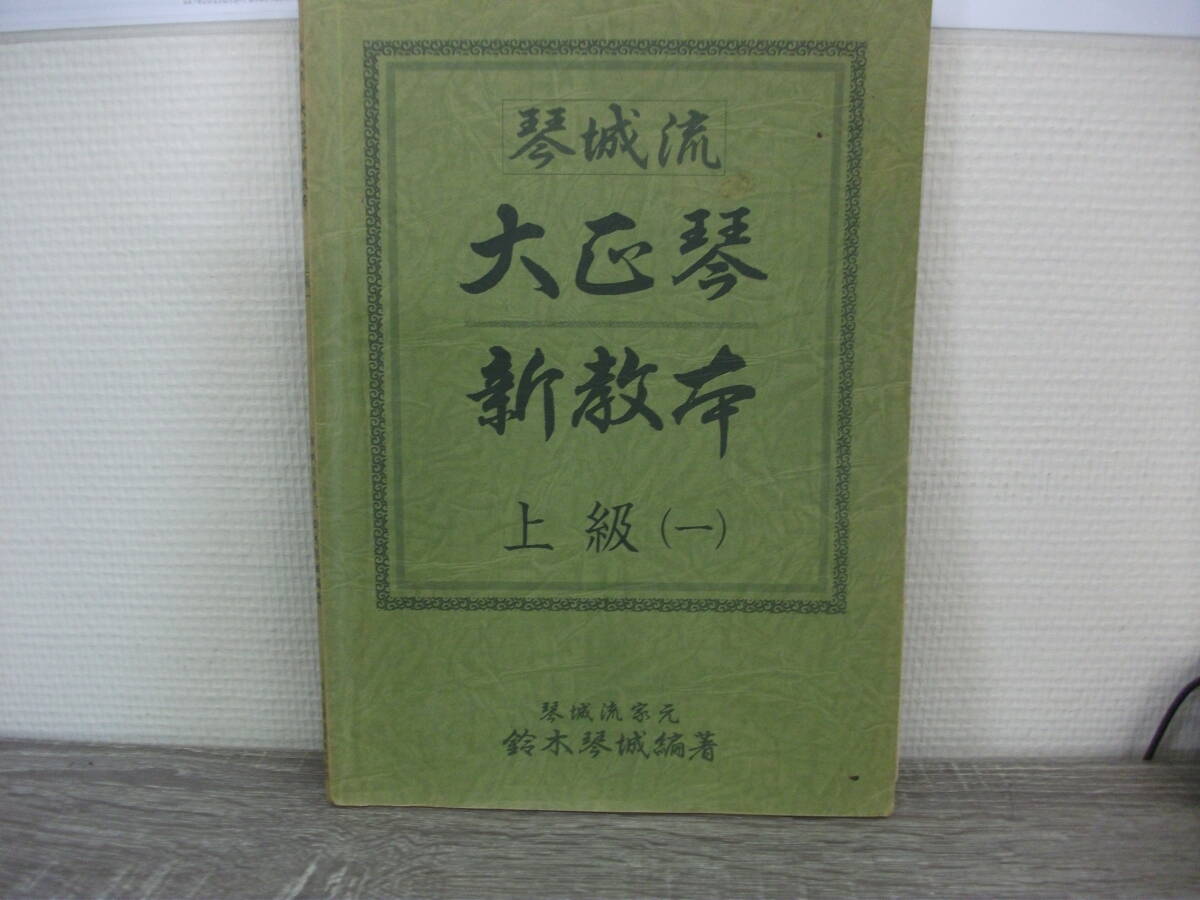 琴城流
大正琴
新教本
上級(一)
琴城流家元
鈴木琴城編著